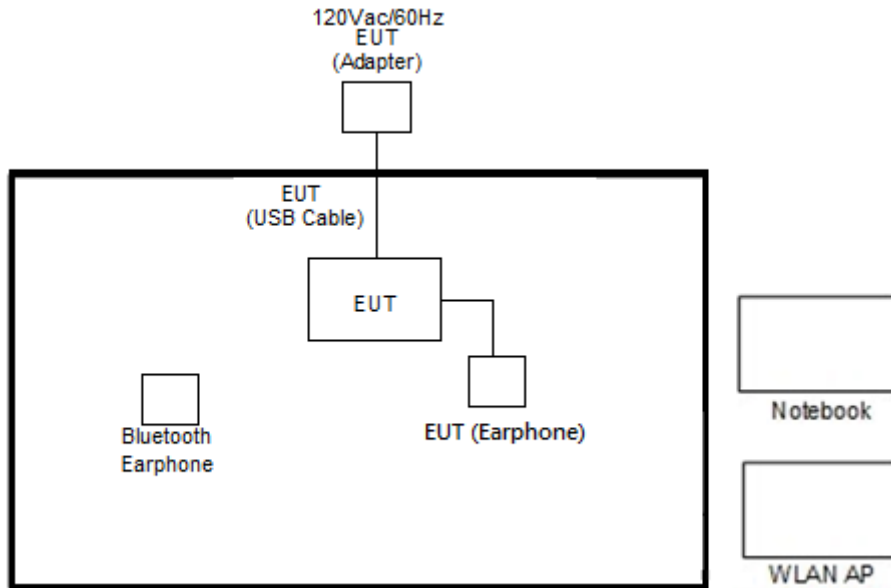 120Vac/60Hz
EUT
(Adapter)
EUT
(USB Cable)
EUT
EUT (Earphone)
Bluetooth
Earphone
Notebook
WLAN AP